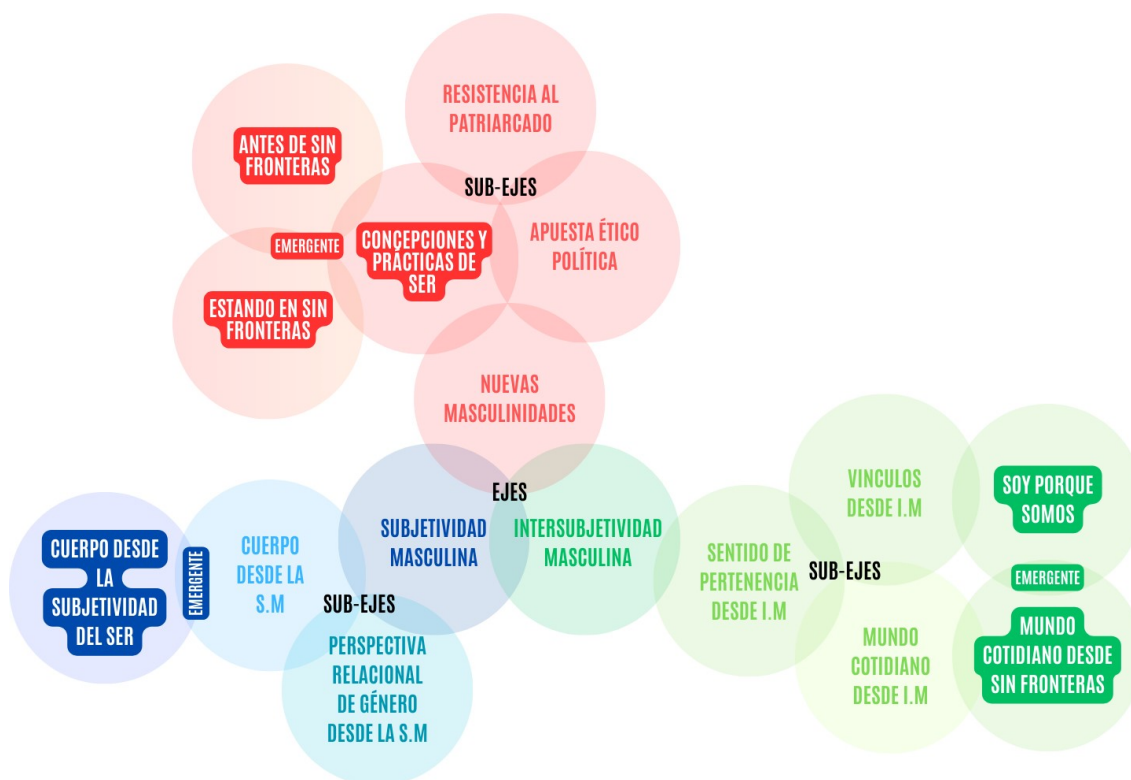 RESISTENCIA AL
PATRIARCADO
ANTES DE SIN
FRONTERAS
SUB-EJES
EMERGENTE
CONCEPCIONES Y
PRÁCTICAS DE
SER
APUESTA ÉTICO
POLÍTICA
ESTANDO EN SIN
FRONTERAS
NUEVAS
MASCULINIDADES
EJES
SUBJETIVIDAD
MASCULINA
INTERSUBJETIVIDAD
MASCULINA
CUERPO DESDE
LA
SUBJETIVIDAD
DEL SER
EMERGENTE
CUERPO
DESDE LA
S.M
SUB-EJES
PERSPECTIVA
RELACIONAL
DE GÉNERO
DESDE LA S.M
SENTIDO DE
PERTENENCIA
DESDE I.M
SUB-EJES
VINCULOS
DESDE I.M
SOY PORQUE
SOMOS
EMERGENTE
MUNDO
COTIDIANO
DESDE I.M
MUNDO
COTIDIANO DESDE
SIN FRONTERAS